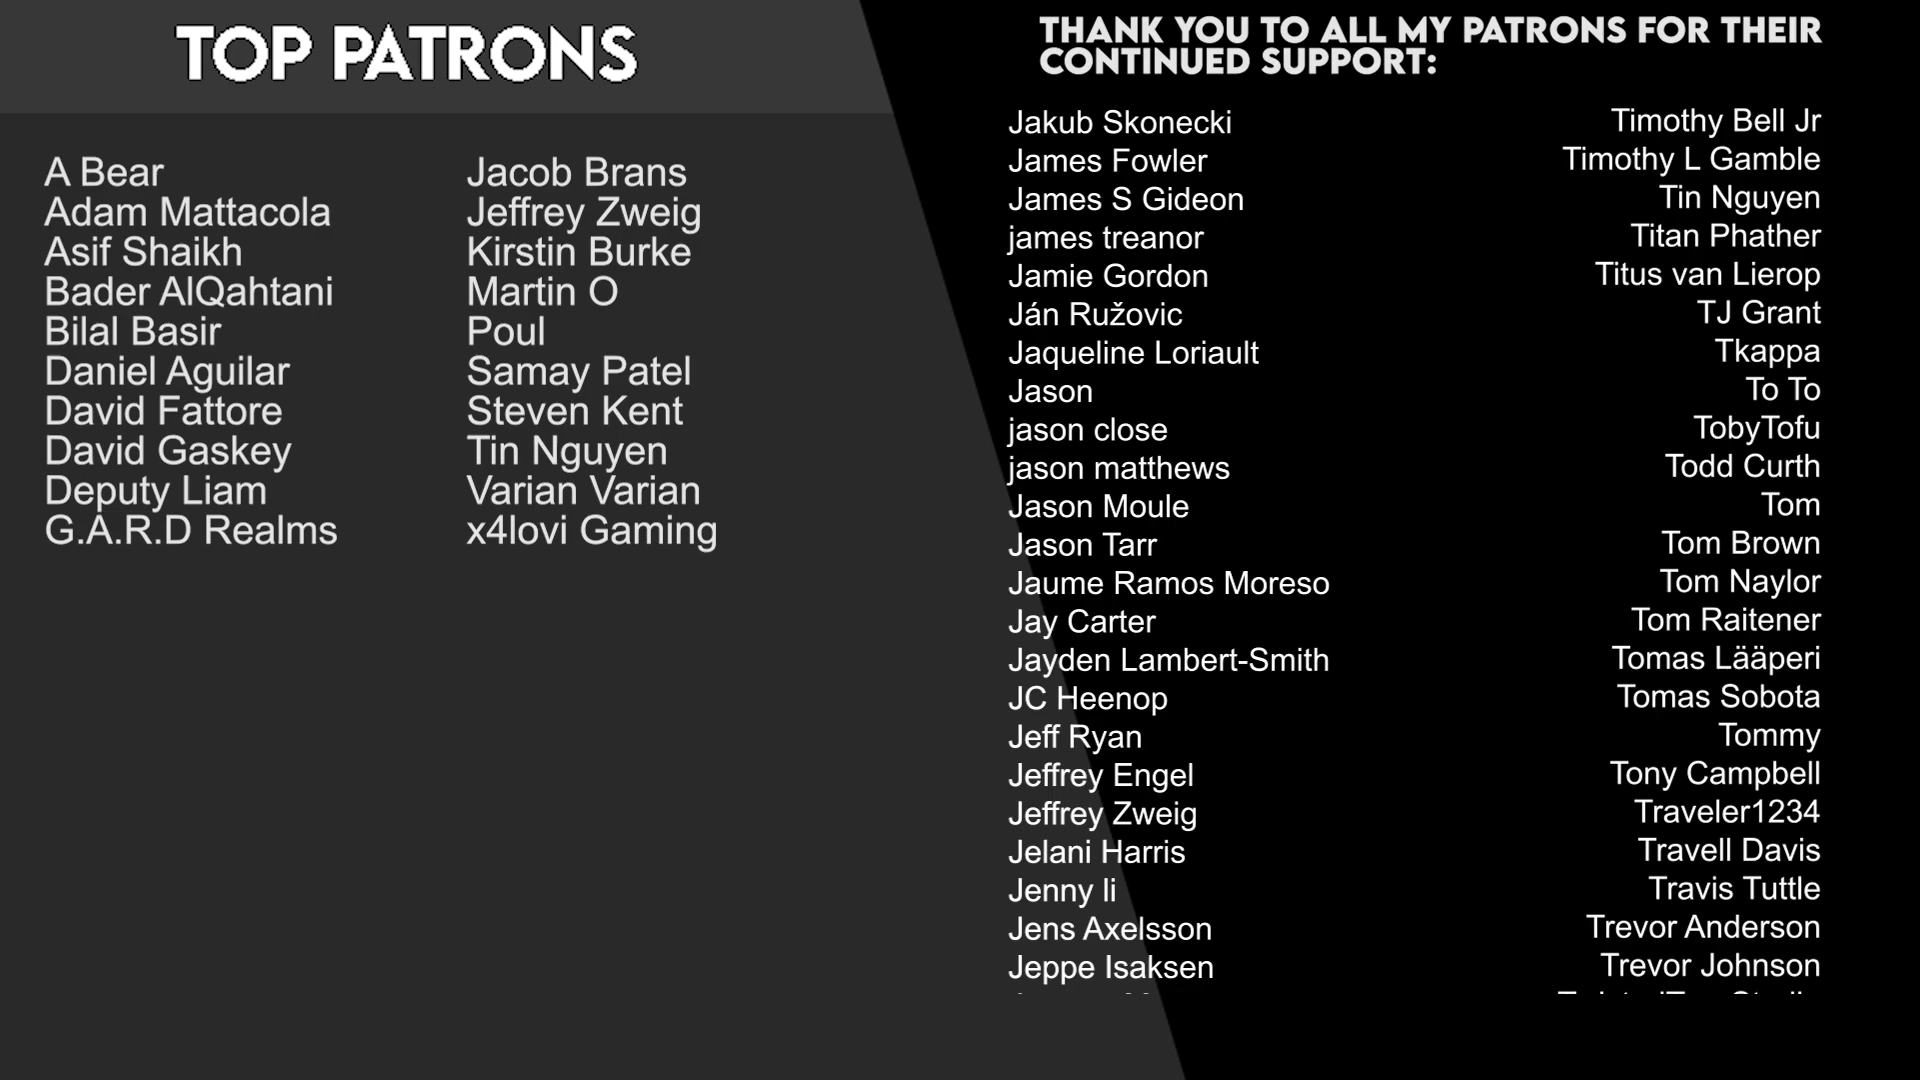 TOP PATRONS
A Bear
Adam Mattacola
Asif Shaikh
Bader AlQahtani
Bilal Basir
Daniel Aguilar
David Fattore
David Gaskey
Deputy Liam
G.A.R.D Realms
Jacob Brans
Jeffrey Zweig
Kirstin Burke
Martin O
Poul
Samay Patel
Steven Kent
Tin Nguyen
Varian Varian
x4lovi Gaming
THANK YOU TO ALL MY PATRONS FOR THEIR
CONTINUED SUPPORT:
Jakub Skonecki
James Fowler
James S Gideon
james treanor
Jamie Gordon
Ján Ružovic
Jaqueline Loriault
Jason
jason close
jason matthews
Jason Moule
Jason Tarr
Jaume Ramos Moreso
Jay Carter
Jayden Lambert-Smith
JC Heenop
Jeff Ryan
Jeffrey Engel
Jeffrey Zweig
Jelani Harris
Jenny li
Jens Axelsson
Jeppe Isaksen
Timothy Bell Jr
Timothy L Gamble
Tin Nguyen
Titan Phather
Titus van Lierop
TJ Grant
Tkappa
To To
TobyTofu
Todd Curth
Tom
Tom Brown
Tom Naylor
Tom Raitener
Tomas Lääperi
Tomas Sobota
Tommy
Tony Campbell
Traveler1234
Travell Davis
Travis Tuttle
Trevor Anderson
Trevor Johnson